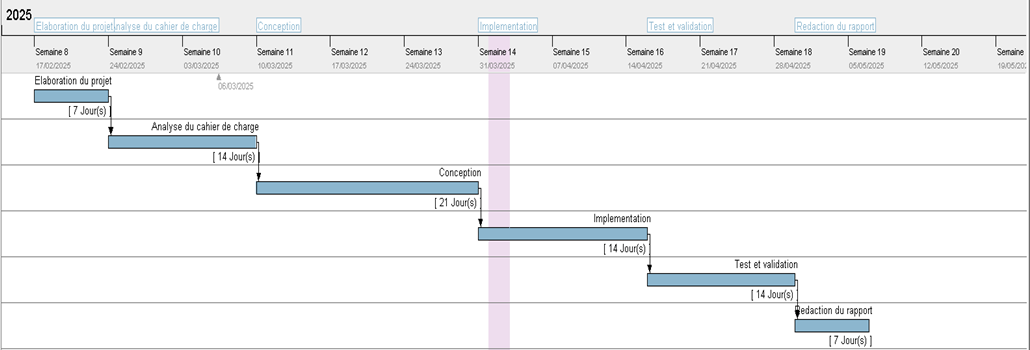 2025
Elaboration du projet
nalyse du cahier de charge
Conception
Implementation
Test et validation
Redaction du rapport
Semaine 8
Semaine 9
Semaine 10
Semaine 11
Semaine 12
Semaine 13
Semaine 14
Semaine 15
Semaine 16
Semaine 17
Semaine 18
Semaine 19
Semaine 20
Semaine
17/02/2025
24/02/2025
03/03/2025
10/03/2025
17/03/2025
24/03/2025
31/03/2025
07/04/2025
14/04/2025
21/04/2025
28/04/2025
05/05/2025
12/05/2025
19/05/202
06/03/2025
Elaboration du projet
[ 7 Jour(s) ]
Analyse du cahier de charge
[ 14 Jour(s) ]
Conception
[ 21 Jour(s) ]
Implementation
[ 14 Jour(s) ]
Test et validation
[ 14 Jour(s) ]
Redaction du rapport
[ 7 Jour(s) ]